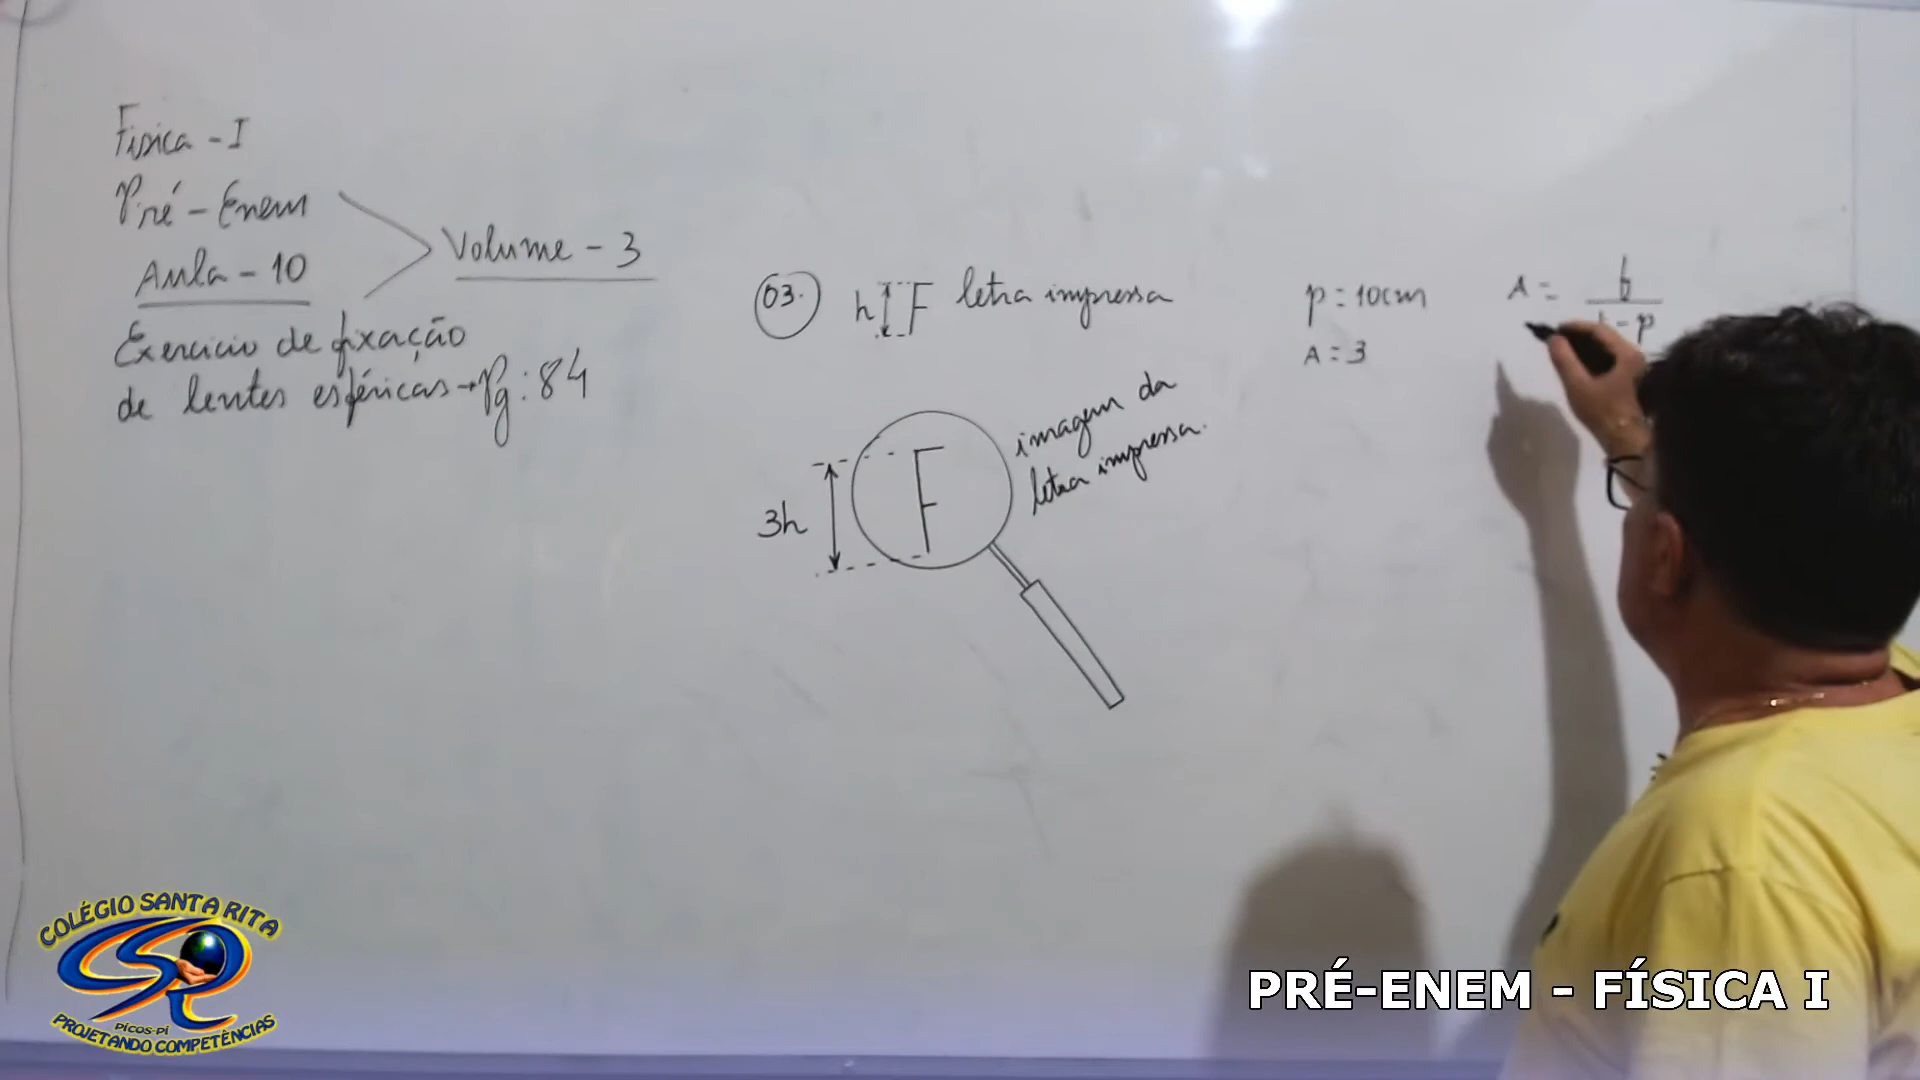 Física - I
Pré - Enem
Aula - 10
Volume - 3
Exercício de fixação
de lentes esféricas → Pg: 84
03.
h F letra impressa
3h
F
imagem da
letra impressa.
p = 10cm
A = 3
A = f
- p
COLÉGIO SANTA RITA
CSR
PICOS-PI
PROJETANDO COMPETÊNCIAS
PRÉ-ENEM - FÍSICA I